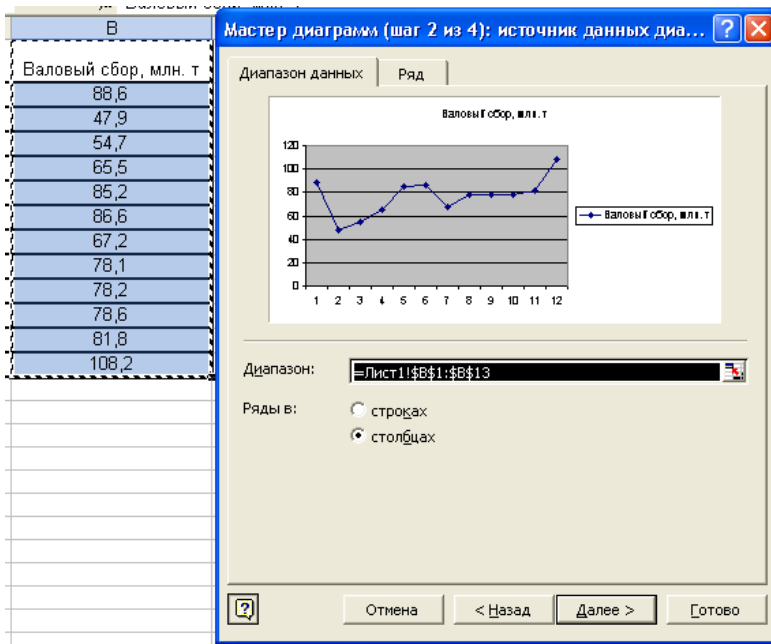 B
Валовый сбор, млн. т
88,6
47,9
54,7
65,5
85,2
86,6
67,2
78,1
78,2
78,6
81,8
108,2
Мастер диаграмм (шаг 2 из 4): источник данных диа...
Диапазон данных
Ряд
Валовый сбор, млн. т
120
100
80
60
40
20
0
1 2 3 4 5 6 7 8 9 10 11 12
Валовый сбор, млн. т
Диапазон:
=Лист1!$B$1:$B$13
Ряды в:
строках
столбцах
Отмена
< Назад
Далее >
Готово